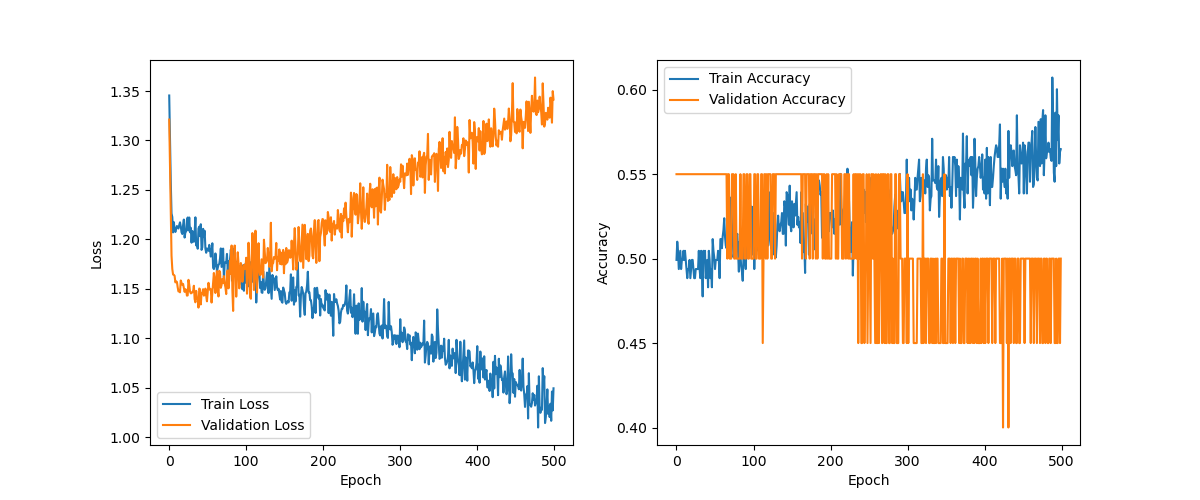 1.35
1.30
1.25
1.20
1.15
1.10
1.05
1.00
Loss
0 100 200 300 400 500
Epoch
Train Loss
Validation Loss
Train Accuracy
Validation Accuracy
0.60
0.55
0.50
0.45
0.40
Accuracy
0 100 200 300 400 500
Epoch